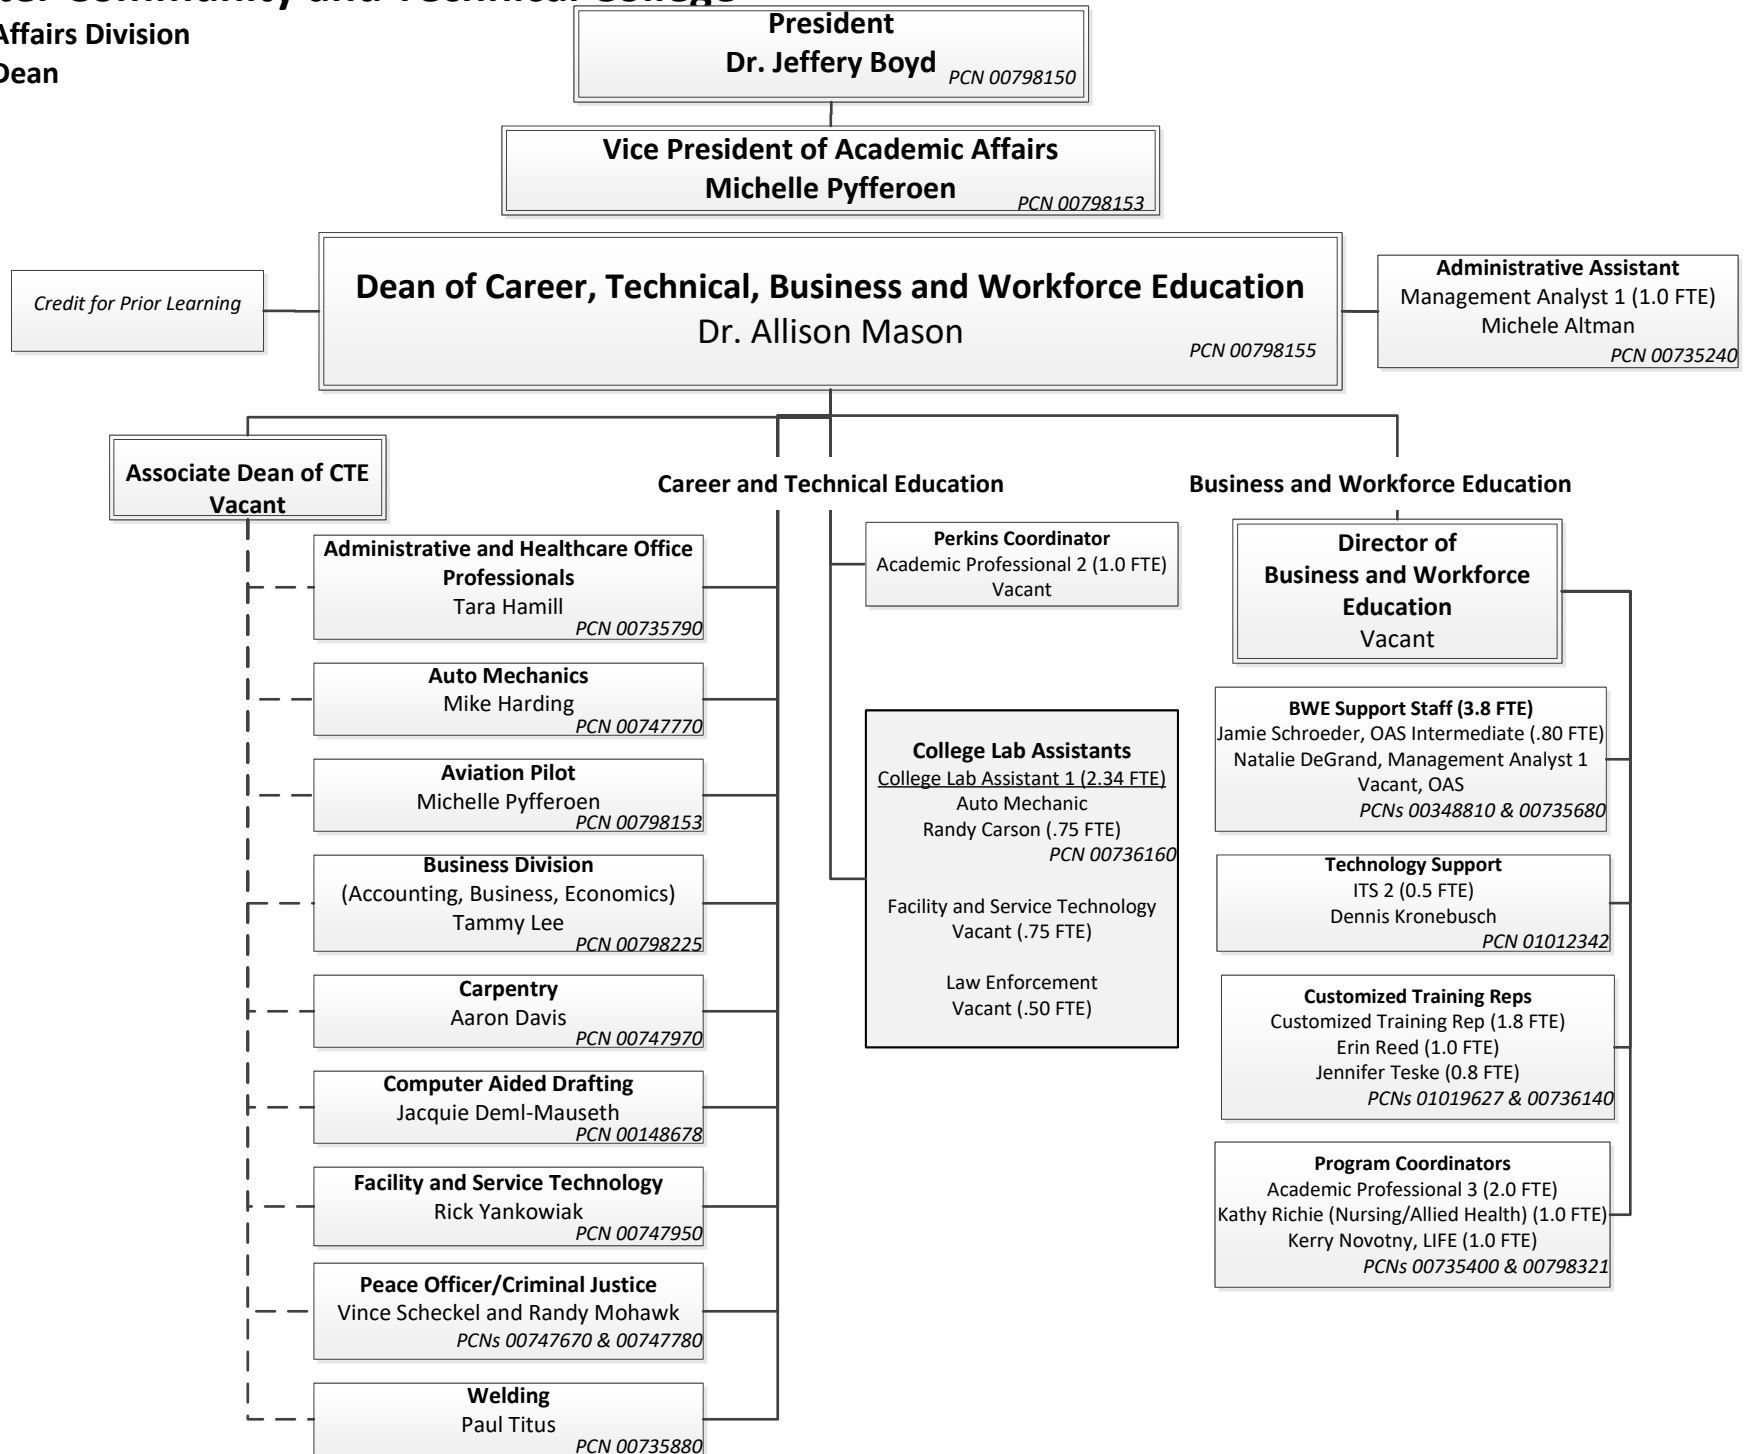 Community and Technical College
Affairs Division
Dean
President
Dr. Jeffery Boyd
PCN 00798150
Vice President of Academic Affairs
Michelle Pyfferoen
PCN 00798153
Credit for Prior Learning
Dean of Career, Technical, Business and Workforce Education
Dr. Allison Mason
PCN 00798155
Administrative Assistant
Management Analyst 1 (1.0 FTE)
Michele Altman
PCN 00735240
Associate Dean of CTE
Vacant
Career and Technical Education
Business and Workforce Education
Administrative and Healthcare Office
Professionals
Tara Hamill
PCN 00735790
Auto Mechanics
Mike Harding
PCN 00747770
Aviation Pilot
Michelle Pyfferoen
PCN 00798153
Business Division
(Accounting, Business, Economics)
Tammy Lee
PCN 00798225
Carpentry
Aaron Davis
PCN 00747970
Computer Aided Drafting
Jacquie Deml-Mauseth
PCN 00148678
Facility and Service Technology
Rick Yankowiak
PCN 00747950
Peace Officer/Criminal Justice
Vince Scheckel and Randy Mohawk
PCNs 00747670 & 00747780
Welding
Paul Titus
PCN 00735880
Perkins Coordinator
Academic Professional 2 (1.0 FTE)
Vacant
College Lab Assistants
College Lab Assistant 1 (2.34 FTE)
Auto Mechanic
Randy Carson (.75 FTE)
PCN 00736160
Facility and Service Technology
Vacant (.75 FTE)
Law Enforcement
Vacant (.50 FTE)
Director of
Business and Workforce
Education
Vacant
BWE Support Staff (3.8 FTE)
Jamie Schroeder, OAS Intermediate (.80 FTE)
Natalie DeGrand, Management Analyst 1
Vacant, OAS
PCNs 00348810 & 00735680
Technology Support
ITS 2 (0.5 FTE)
Dennis Kronebusch
PCN 01012342
Customized Training Reps
Customized Training Rep (1.8 FTE)
Erin Reed (1.0 FTE)
Jennifer Teske (0.8 FTE)
PCNs 01019627 & 00736140
Program Coordinators
Academic Professional 3 (2.0 FTE)
Kathy Richie (Nursing/Allied Health) (1.0 FTE)
Kerry Novotny, LIFE (1.0 FTE)
PCNs 00735400 & 00798321